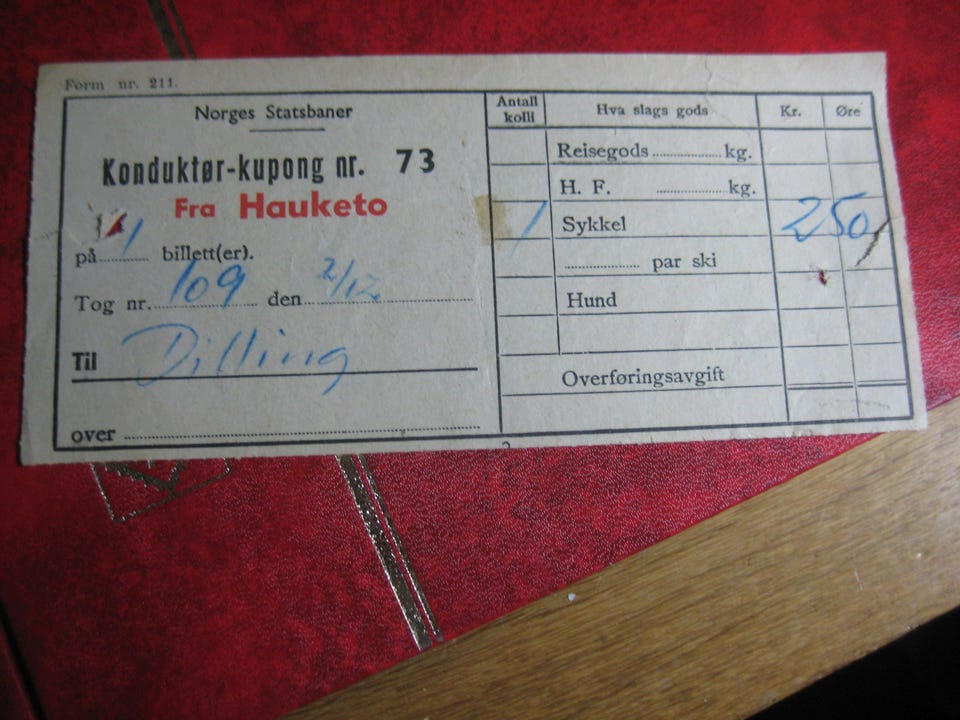 Form nr. 211.
Norges Statsbaner
Konduktør-kupong nr. 73
Fra Hauketo
på 1 billett(er).
Tog nr. 109 den 2/12
Til Dilling
over
Antall kolli Hva slags gods Kr. Øre
Reisegods kg.
H. F. kg.
1 Sykkel 2 50
par ski
Hund
Overføringsavgift